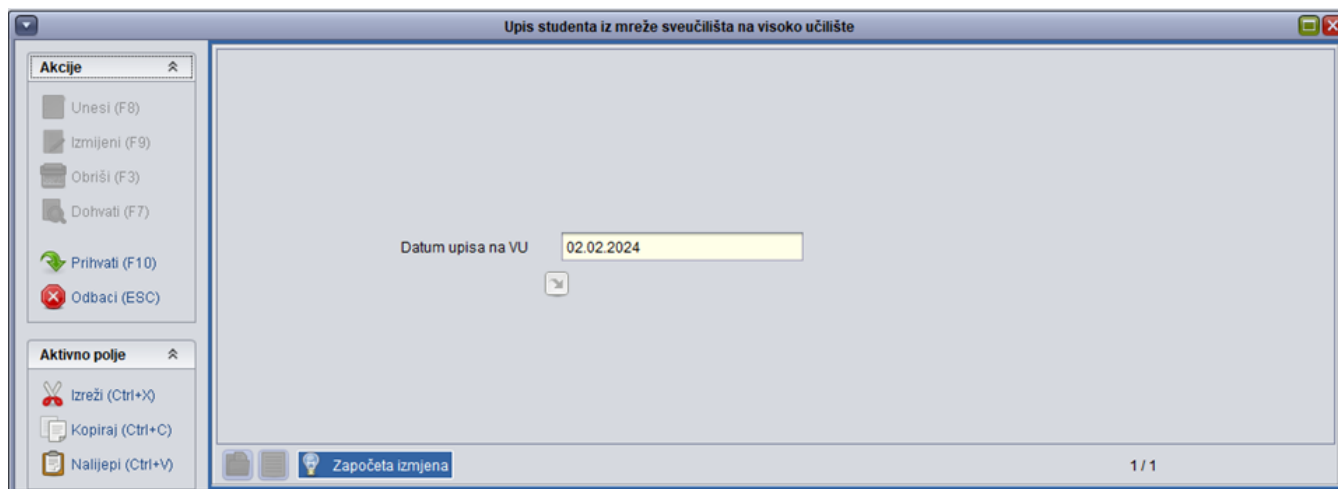 Upis studenta iz mreže sveučilišta na visoko učilište
Akcije
Unesi (F8)
Izmijeni (F9)
Obriši (F3)
Dohvati (F7)
Prihvati (F10)
Odbaci (ESC)
Aktivno polje
Izreži (Ctrl+X)
Kopiraj (Ctrl+C)
Nalijepi (Ctrl+V)
Datum upisa na VU 02.02.2024
Započeta izmjena 1 / 1